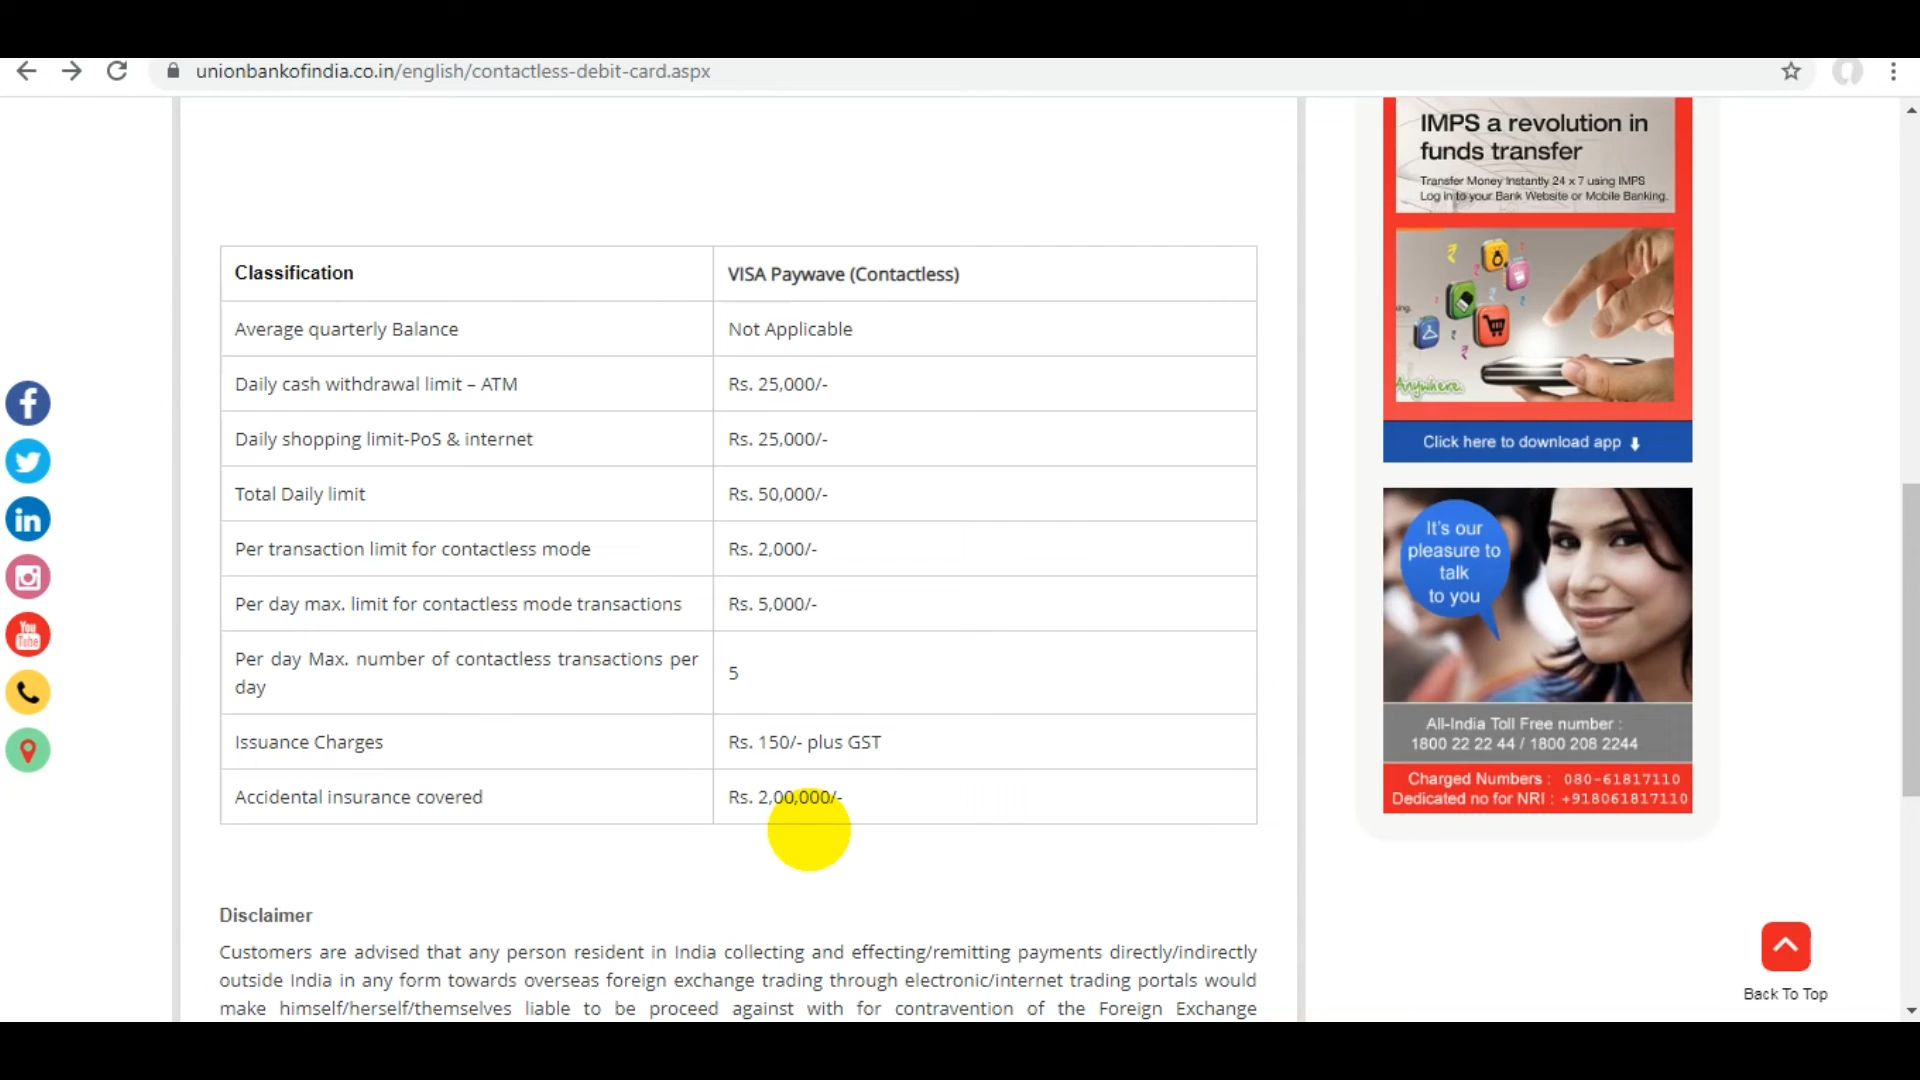 unionbankofindia.co.in/english/contactless-debit-card.aspx
Classification
VISA Paywave (Contactless)
Average quarterly Balance
Not Applicable
Daily cash withdrawal limit – ATM
Rs. 25,000/-
Daily shopping limit-PoS & internet
Rs. 25,000/-
Total Daily limit
Rs. 50,000/-
Per transaction limit for contactless mode
Rs. 2,000/-
Per day max. limit for contactless mode transactions
Rs. 5,000/-
Per day Max. number of contactless transactions per
day
5
Issuance Charges
Rs. 150/- plus GST
Accidental insurance covered
Rs. 2,00,000/-
Disclaimer
Customers are advised that any person resident in India collecting and effecting/remitting payments directly/indirectly
outside India in any form towards overseas foreign exchange trading through electronic/internet trading portals would
make himself/herself/themselves liable to be proceed against with for contravention of the Foreign Exchange
IMPS a revolution in
funds transfer
Transfer Money Instantly 24 x 7 using IMPS
Log in to your Bank Website or Mobile Banking.
Anywhere.
Click here to download app
It's our
pleasure to
talk
to you
All-India Toll Free number :
1800 22 22 44 / 1800 208 2244
Charged Numbers : 080-61817110
Dedicated no for NRI : +918061817110
Back To Top
f
in
You
Tube